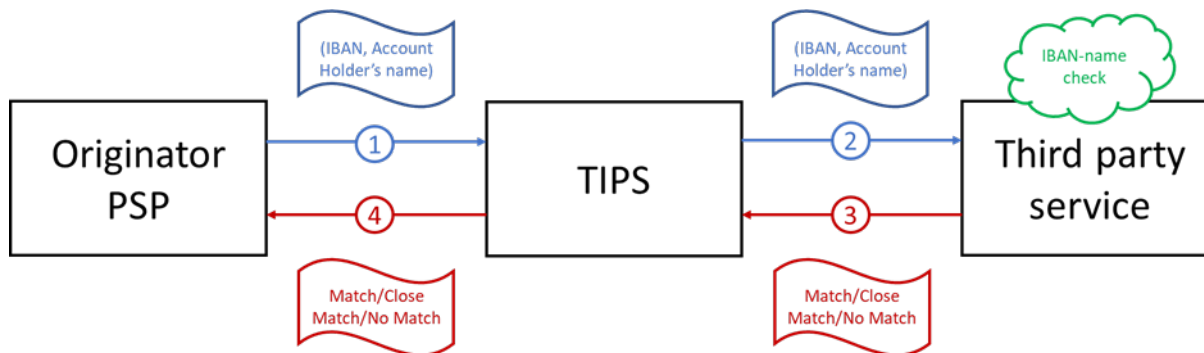 (IBAN, Account
Holder's name)
(IBAN, Account
Holder's name)
IBAN-name
check
Originator
PSP
1
TIPS
2
Third party
service
4
3
Match/Close
Match/No Match
Match/Close
Match/No Match